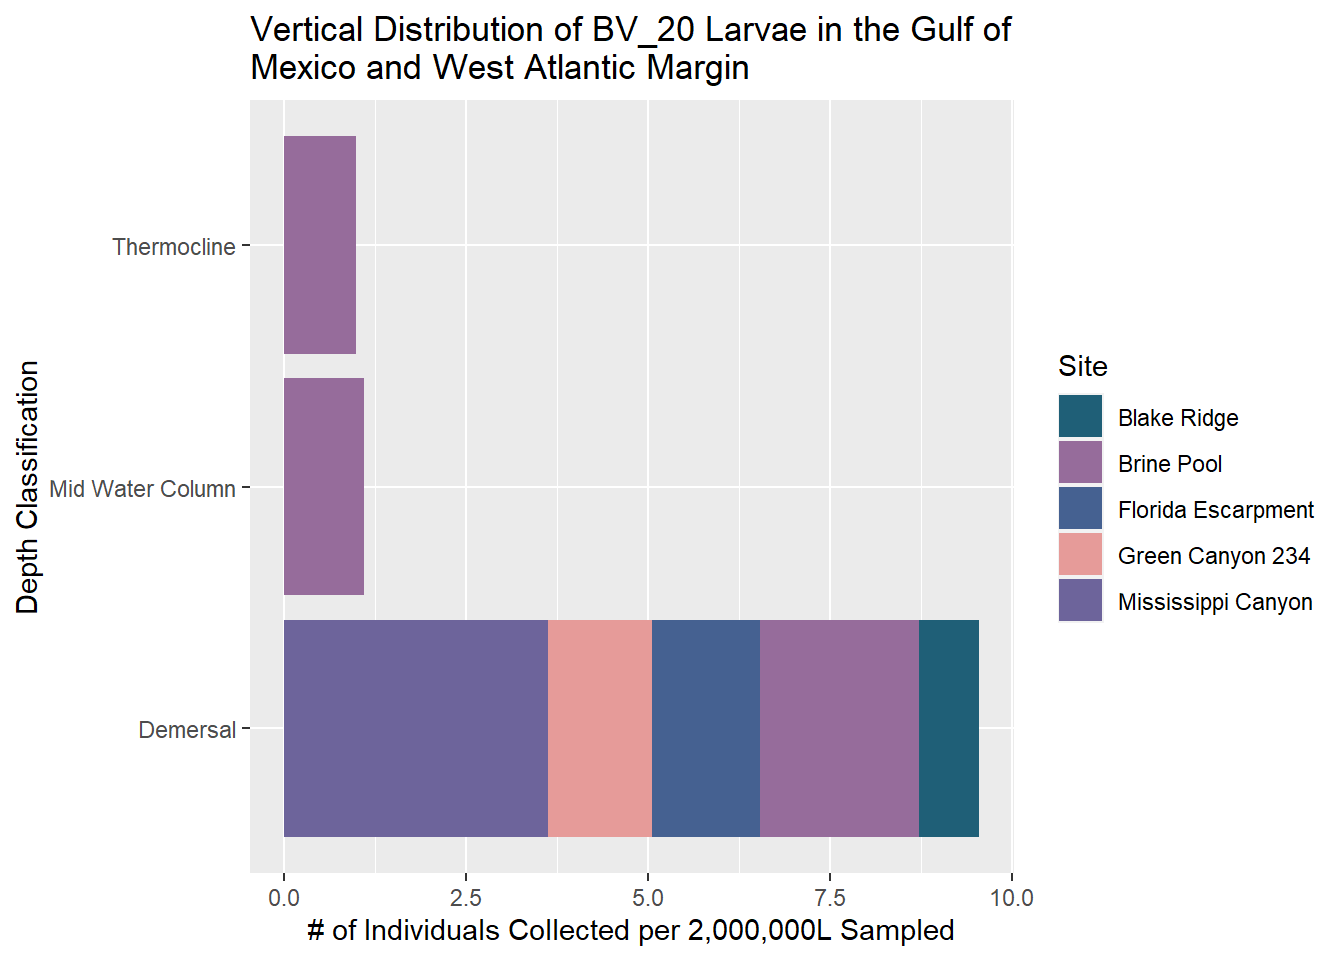 Vertical Distribution of BV_20 Larvae in the Gulf of
Mexico and West Atlantic Margin
Depth Classification
Thermocline
Mid Water Column
Demersal
0.0
2.5
5.0
7.5
10.0
# of Individuals Collected per 2,000,000L Sampled
Site
Blake Ridge
Brine Pool
Florida Escarpment
Green Canyon 234
Mississippi Canyon